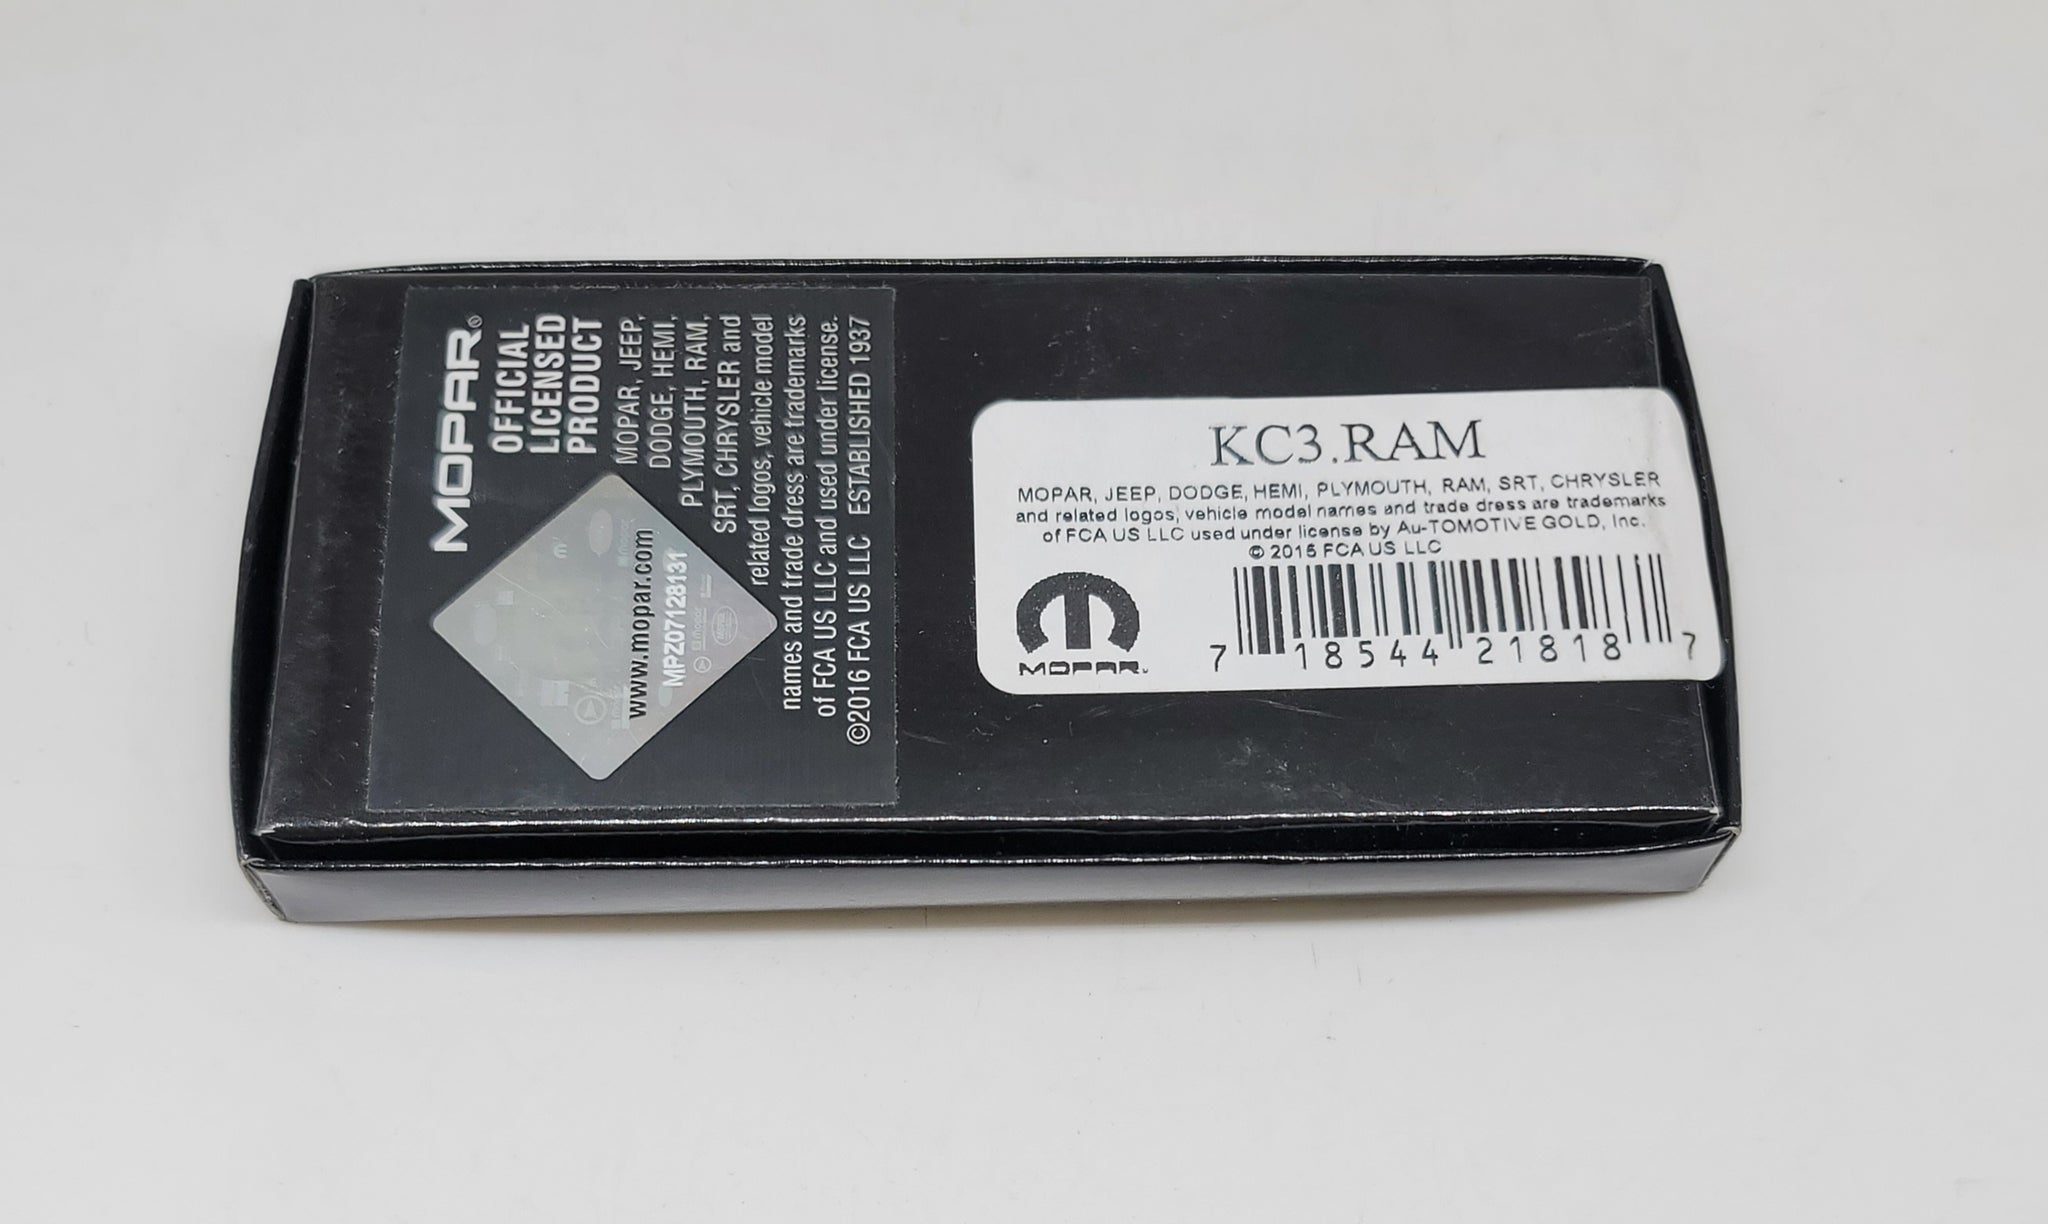 MOPAR®
OFFICIAL
LICENSED
PRODUCT
MOPAR, JEEP,
DODGE, HEMI,
PLYMOUTH, RAM,
SRT, CHRYSLER and
related logos, vehicle model
names and trade dress are trademarks
of FCA US LLC and used under license.
©2016 FCA US LLC ESTABLISHED 1937
www.mopar.com
MPZ07128131
KC3.RAM
MOPAR, JEEP, DODGE, HEMI, PLYMOUTH, RAM, SRT, CHRYSLER
and related logos, vehicle model names and trade dress are trademarks
of FCA US LLC used under license by Au-TOMOTIVE GOLD, Inc.
© 2015 FCA US LLC
MOPAR
7 18544 21818 7